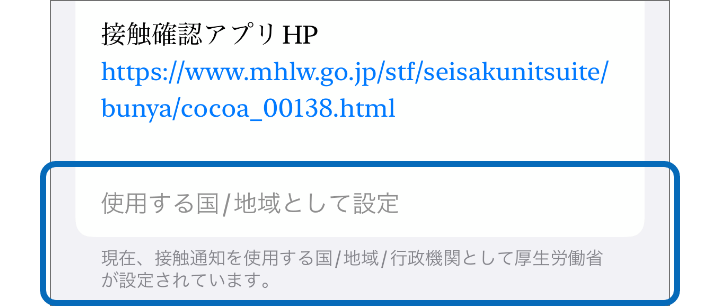 接触確認アプリHP
https://www.mhlw.go.jp/stf/seisakunitsuite/
bunya/cocoa_00138.html
使用する国/地域として設定
現在、接触通知を使用する国/地域/行政機関として厚生労働省
が設定されています。